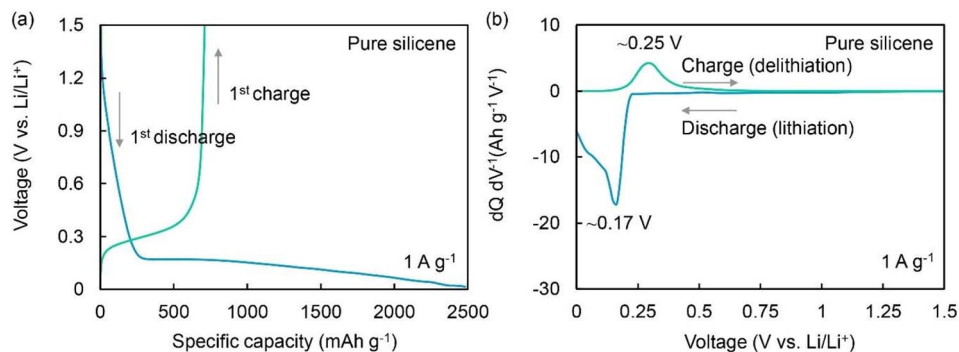 (a)
1.5
1.2
0.9
0.6
0.3
0
Voltage (V vs. Li/Li⁺)
Pure silicene
1ˢᵗ charge
1ˢᵗ discharge
1 A g⁻¹
0 500 1000 1500 2000 2500
Specific capacity (mAh g⁻¹)
(b)
10
0
-10
-20
-30
dQ dV⁻¹(Ah g⁻¹ V⁻¹)
~0.25 V
Pure silicene
Charge (delithiation)
Discharge (lithiation)
~0.17 V
1 A g⁻¹
0 0.25 0.5 0.75 1 1.25 1.5
Voltage (V vs. Li/Li⁺)